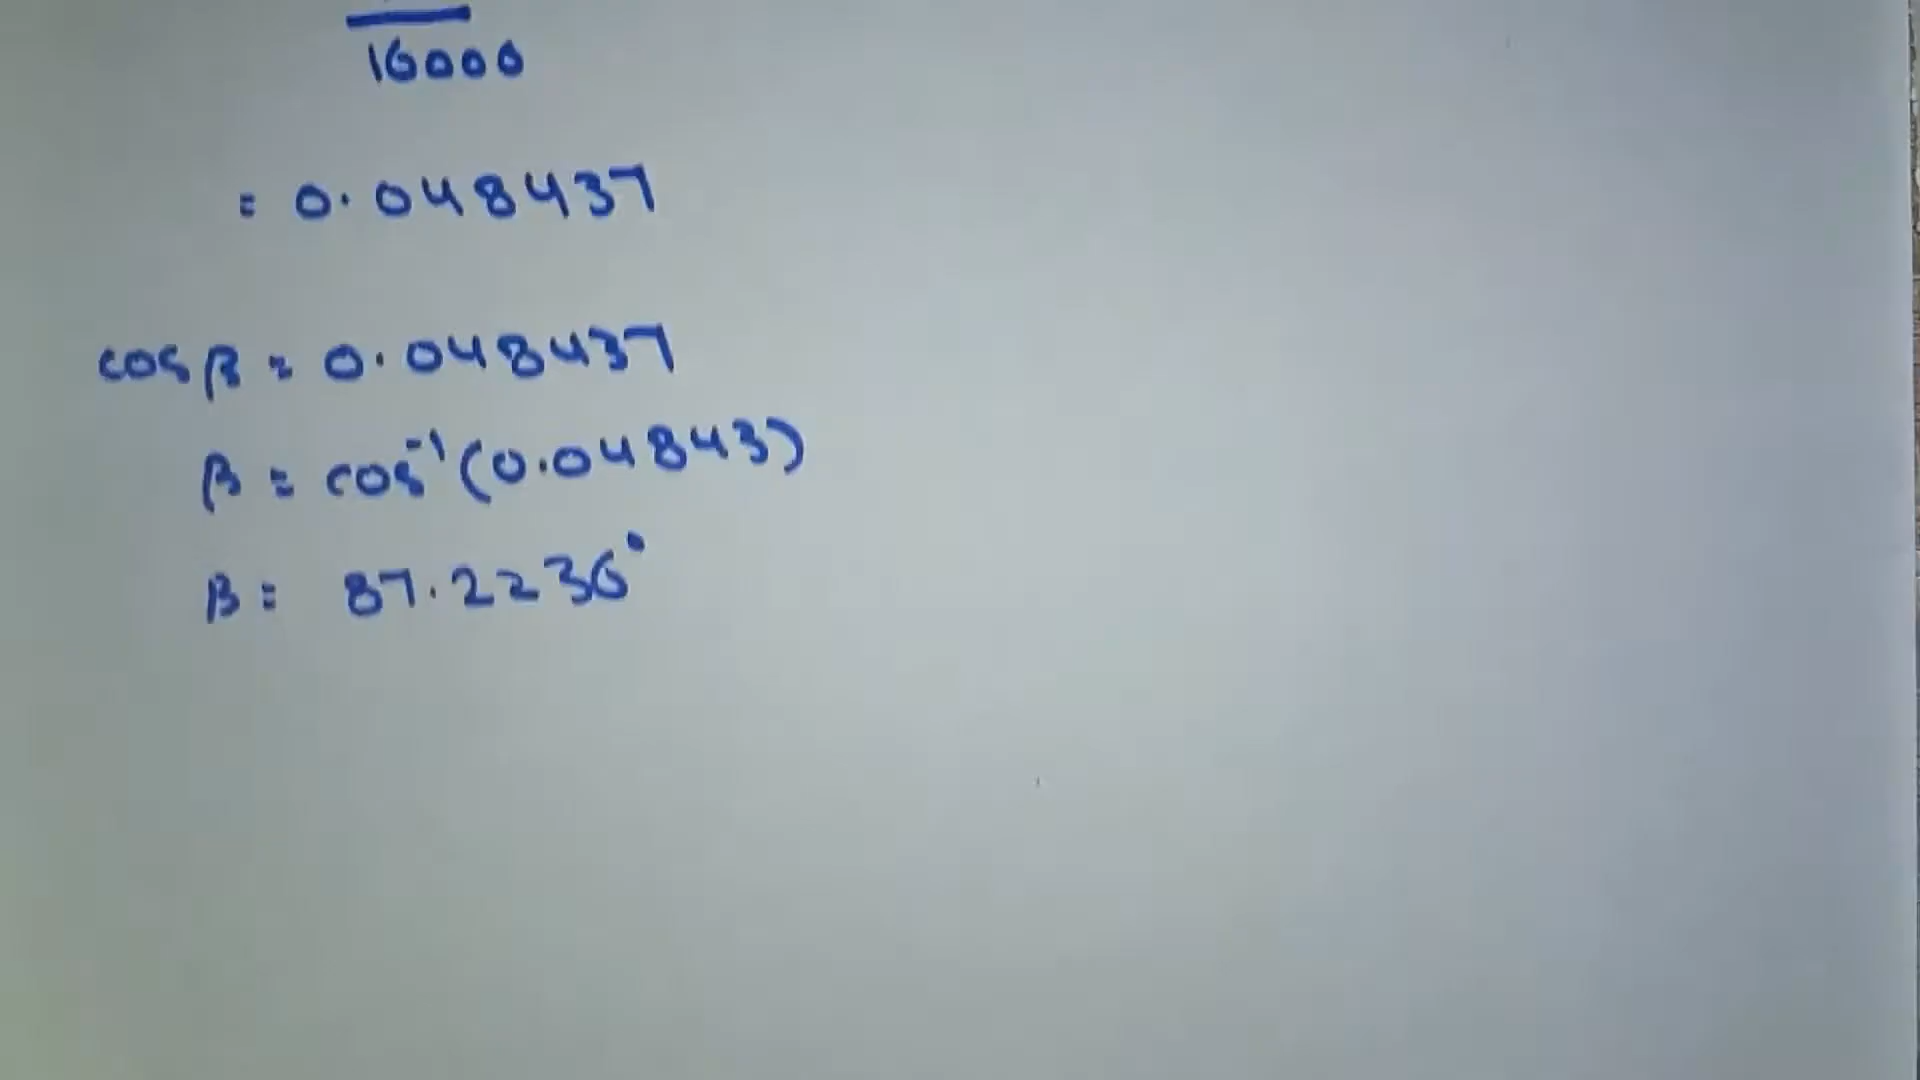 16000
= 0.048437
cos β = 0.048437
β = cos⁻¹(0.04843)
β = 87.2236°